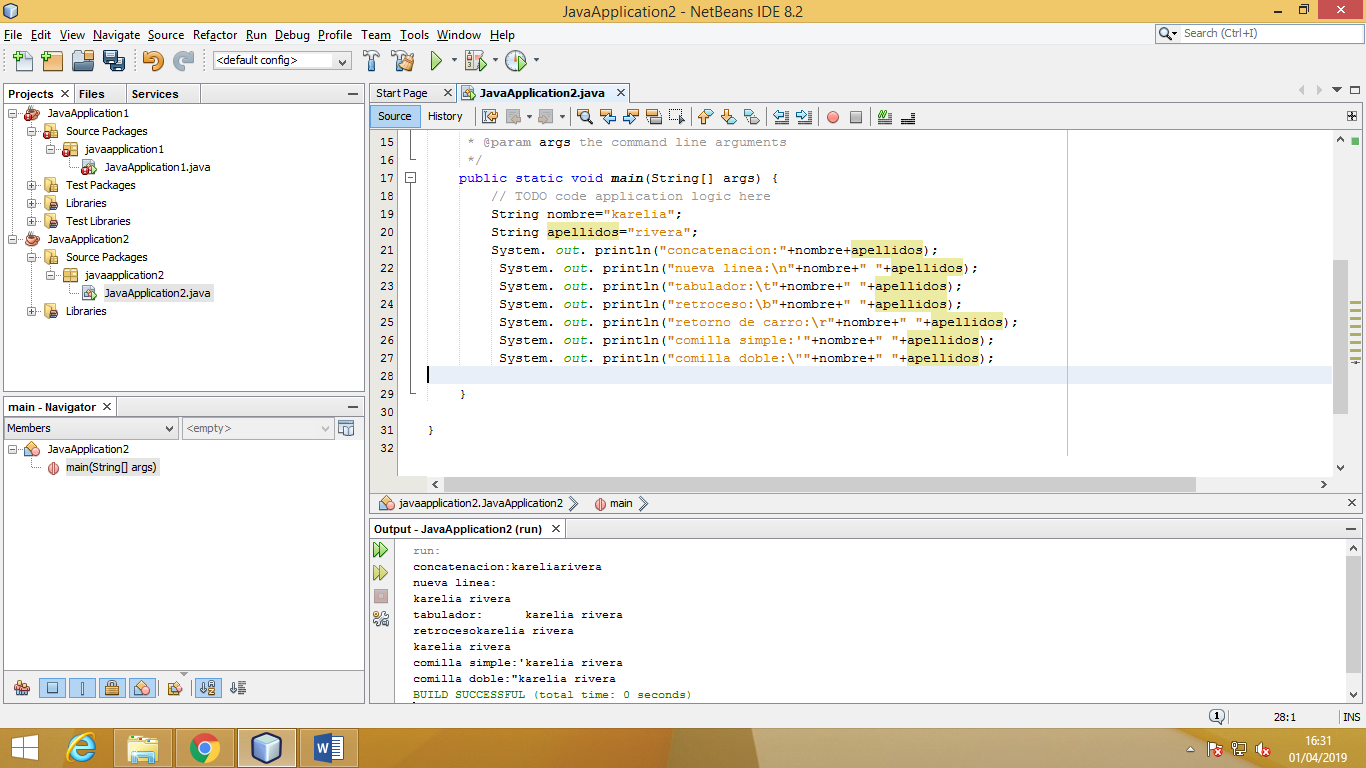 JavaApplication2 - NetBeans IDE 8.2
File Edit View Navigate Source Refactor Run Debug Profile Team Tools Window Help
Search (Ctrl+I)
<default config>
Projects Files Services
JavaApplication1
Source Packages
javaapplication1
JavaApplication1.java
Test Packages
Libraries
Test Libraries
JavaApplication2
Source Packages
javaapplication2
JavaApplication2.java
Libraries
main - Navigator
Members <empty>
JavaApplication2
main(String[] args)
Start Page JavaApplication2.java
Source History
15 * @param args the command line arguments
16 */
17 public static void main(String[] args) {
18 // TODO code application logic here
19 String nombre="karelia";
20 String apellidos="rivera";
21 System. out. println("concatenacion:"+nombre+apellidos);
22 System. out. println("nueva linea:\n"+nombre+" "+apellidos);
23 System. out. println("tabulador:\t"+nombre+" "+apellidos);
24 System. out. println("retroceso:\b"+nombre+" "+apellidos);
25 System. out. println("retorno de carro:\r"+nombre+" "+apellidos);
26 System. out. println("comilla simple:'"+nombre+" "+apellidos);
27 System. out. println("comilla doble:\""+nombre+" "+apellidos);
28
29 }
30
31 }
32
javaapplication2.JavaApplication2 main
Output - JavaApplication2 (run)
run:
concatenacion:kareliarivera
nueva linea:
karelia rivera
tabulador: karelia rivera
retrocesokarelia rivera
karelia rivera
comilla simple:'karelia rivera
comilla doble:"karelia rivera
BUILD SUCCESSFUL (total time: 0 seconds)
1 28:1 INS
16:31
01/04/2019